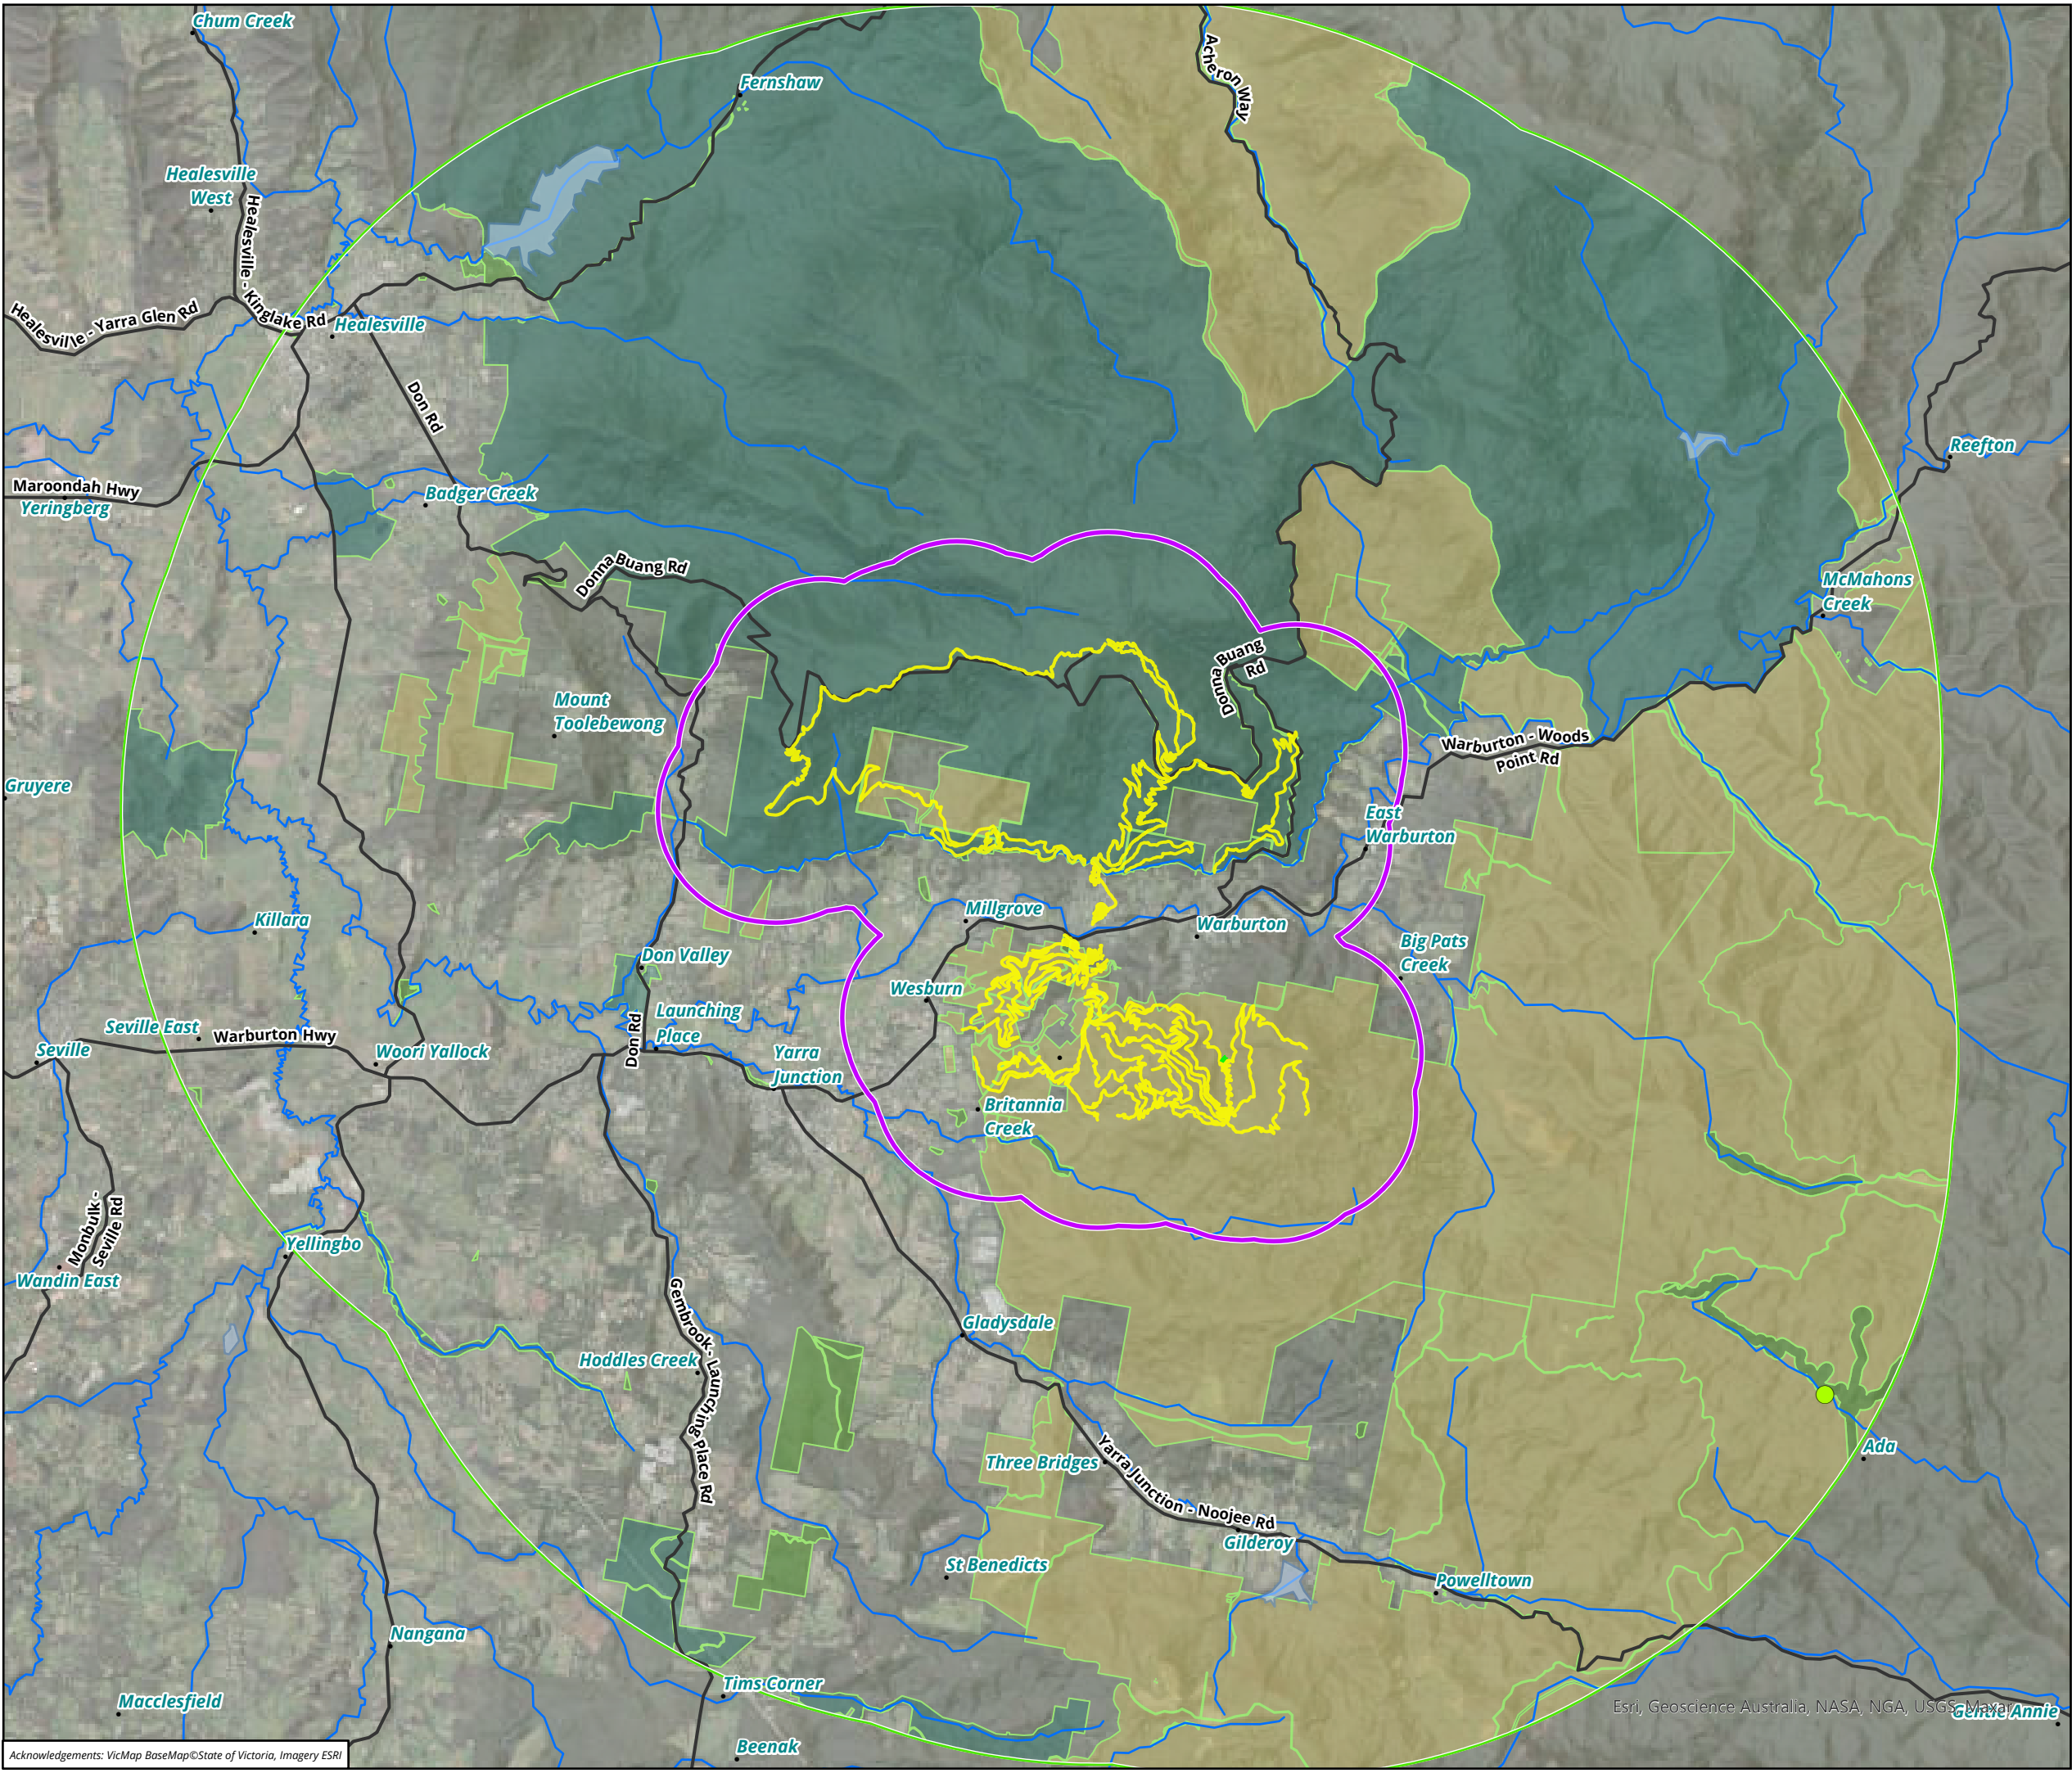 Chum Creek
Fernshaw
Acheron Way
Healesville
West
Healesville - Kinglake Rd
Healesville - Yarra Glen Rd
Healesville
Don Rd
Maroondah Hwy
Yeringberg
Badger Creek
Reefton
Donna Buang Rd
McMahons
Creek
Donna Buang
Rd
Mount
Toolebewong
Warburton - Woods
Point Rd
Gruyere
East
Warburton
Killara
Millgrove
Warburton
Don Valley
Big Pats
Creek
Wesburn
Launching
Place
Don Rd
Seville East
Warburton Hwy
Seville
Woori Yallock
Yarra
Junction
Britannia
Creek
Monbulk -
Seville Rd
Yellingbo
Wandin East
Gembrook - Launching Place Rd
Gladysdale
Hoddles Creek
Three Bridges
Yarra Junction - Noojee Rd
Ada
Gilderoy
St Benedicts
Powelltown
Nangana
Tims Corner
Macclesfield
Esri, Geoscience Australia, NASA, NGA, USGS, Maxar
Gentle Annie
Beenak
Acknowledgements: VicMap BaseMap©State of Victoria, Imagery ESRI